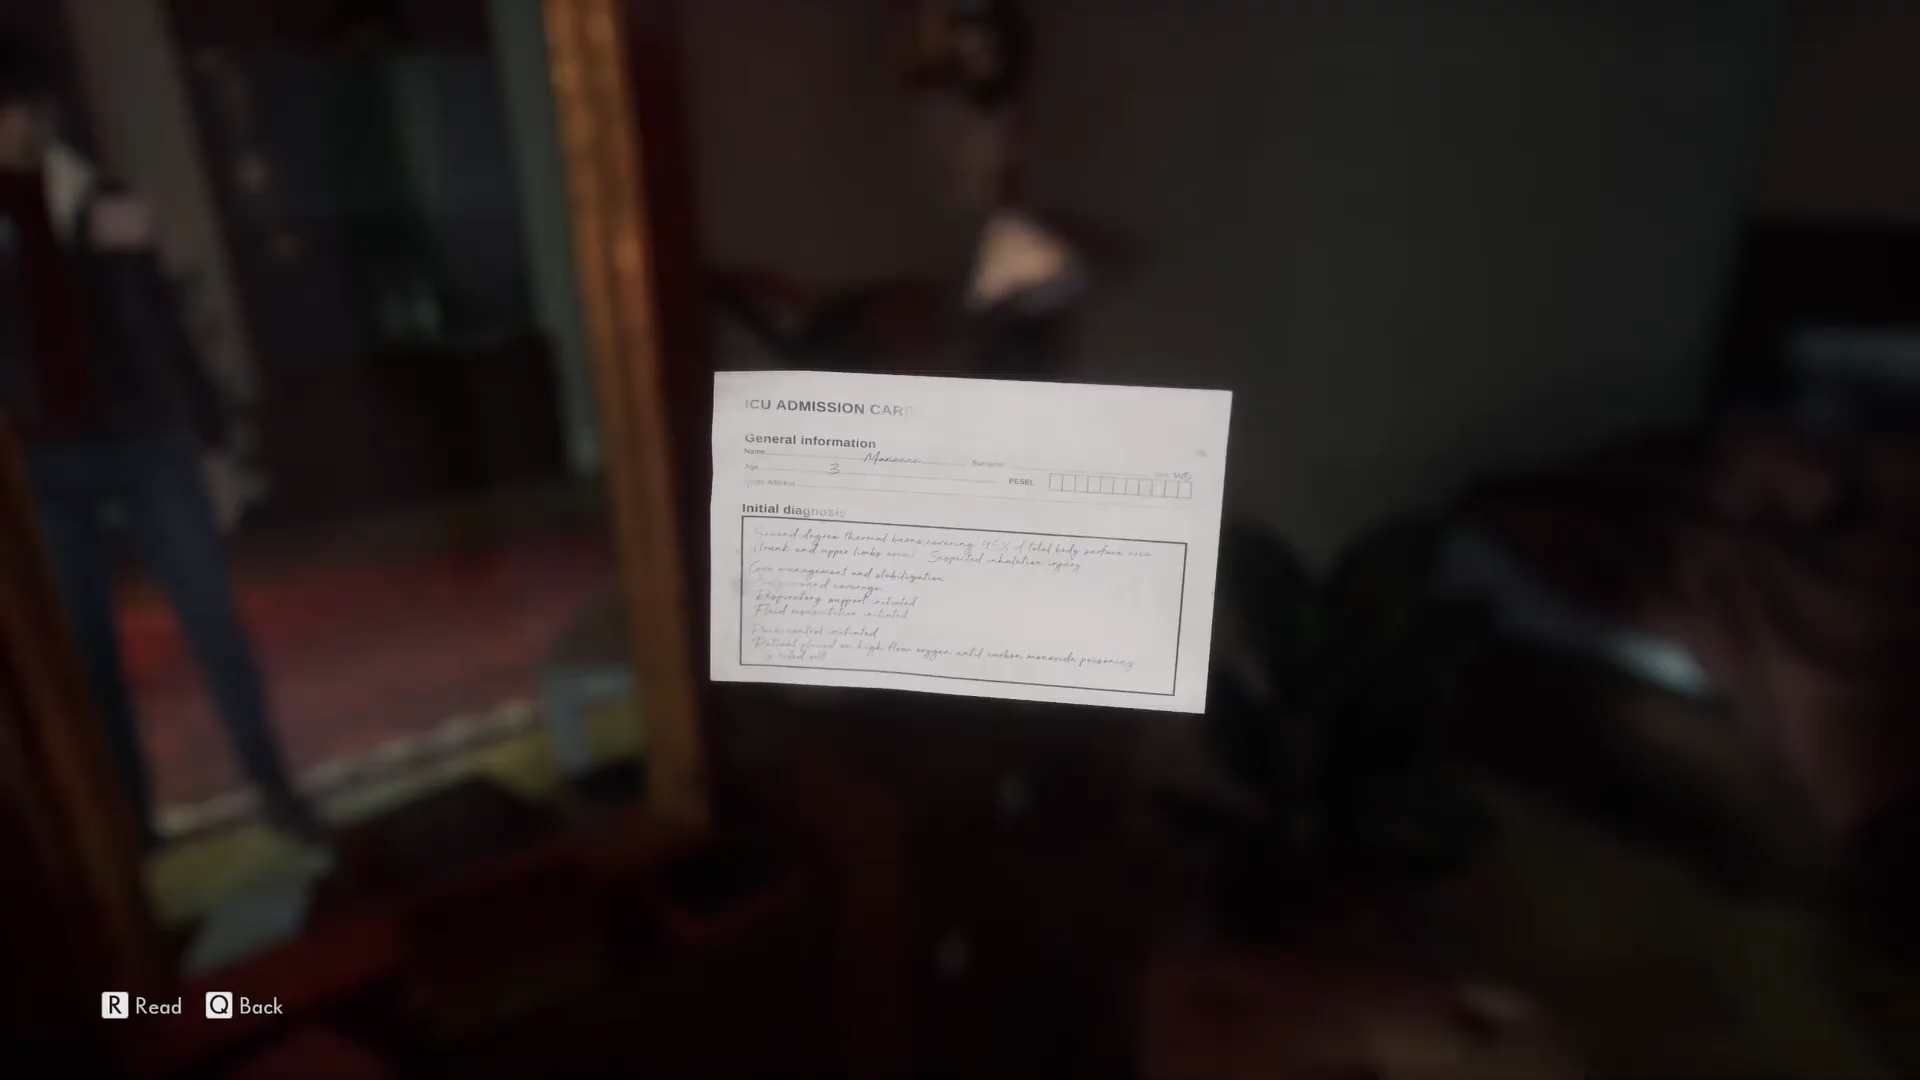 ICU ADMISSION CARD
General information
Name Marianne Surname
Age 3 PESEL
Address
Initial diagnosis
Second-degree thermal burns covering 45% of total body surface area
trunk and upper limbs area Suspected inhalation injury
management and stabilization
wound coverage
Respiratory support initiated
Fluid resuscitation initiated
Pain control initiated
Patient placed on high flow oxygen until carbon monoxide poisoning
is ruled out
R Read Q Back